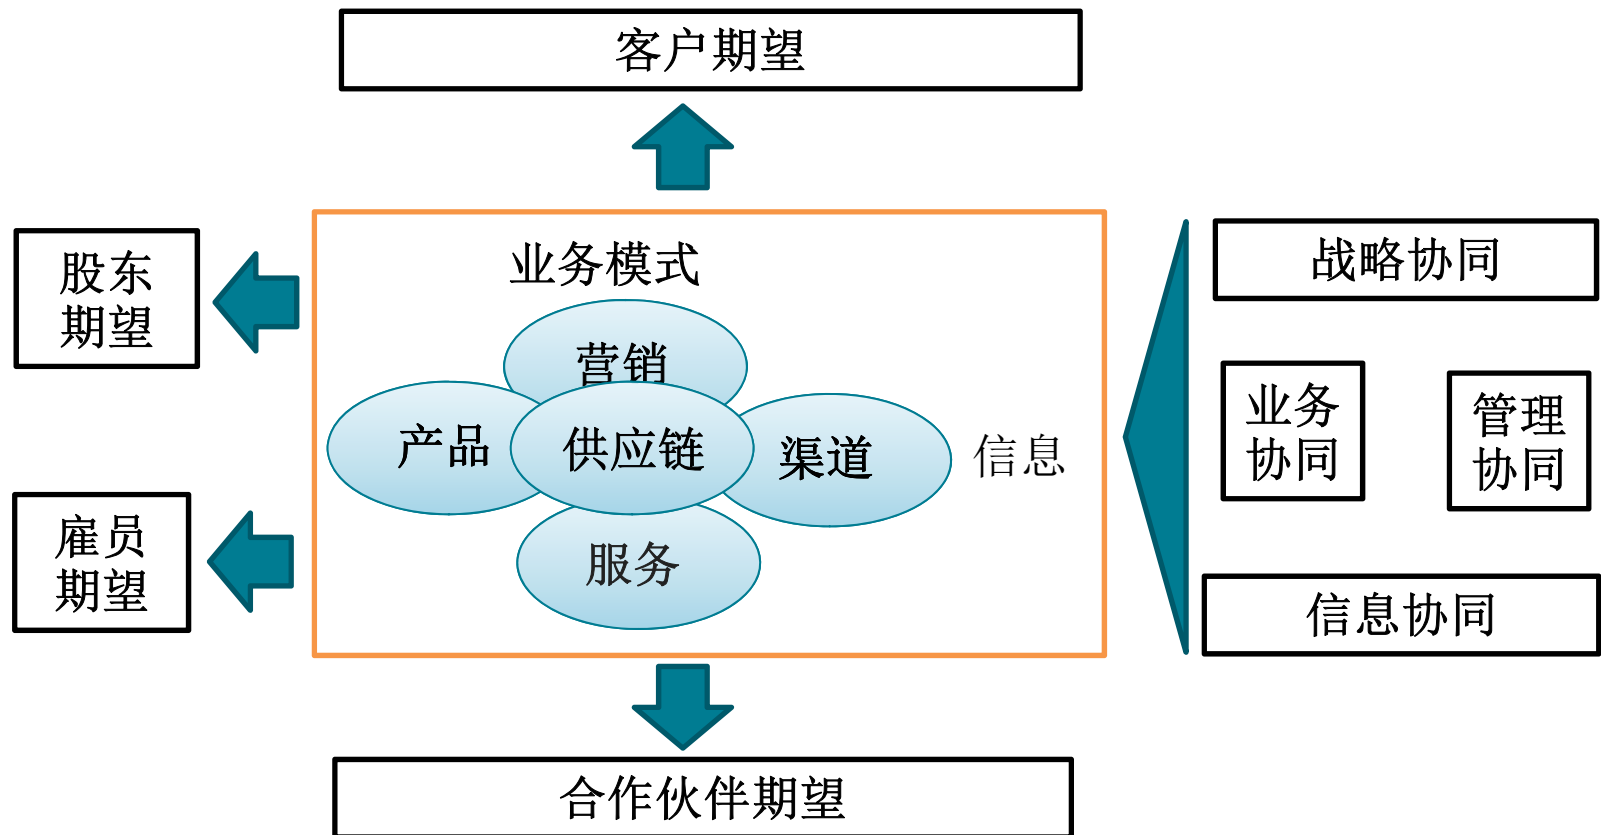 客户期望
股东
期望
业务模式
营销
产品
供应链
渠道
信息
服务
雇员
期望
战略协同
业务
协同
管理
协同
信息协同
合作伙伴期望